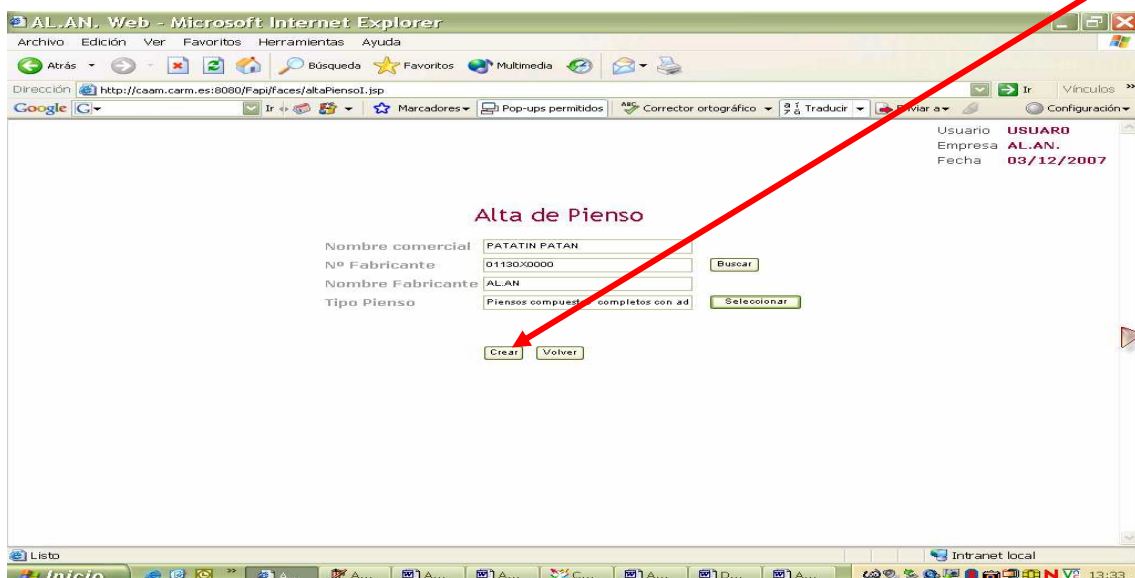 AL.AN. Web - Microsoft Internet Explorer
Archivo Edición Ver Favoritos Herramientas Ayuda
Atrás Búsqueda Favoritos Multimedia
Dirección http://caam.carm.es:8080/Fapi/faces/altaPiensoI.jsp Ir Vínculos »
Google G Ir Marcadores Pop-ups permitidos Corrector ortográfico Traducir Enviar a Configuración
Usuario USUAR0
Empresa AL.AN.
Fecha 03/12/2007
Alta de Pienso
Nombre comercial PATATIN PATAN
Nº Fabricante 01130X0000 Buscar
Nombre Fabricante AL.AN
Tipo Pienso Piensos compuestos completos con ad Seleccionar
Crear Volver
Listo Intranet local
Inicio » A... A... A... A... C... A... D... A... 13:33